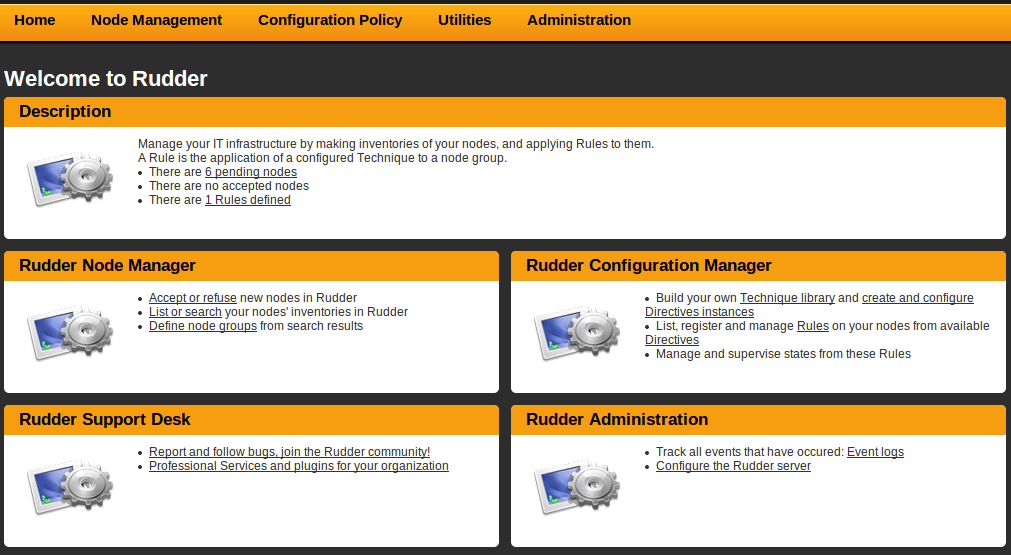 Home Node Management Configuration Policy Utilities Administration
Welcome to Rudder
Description
Manage your IT infrastructure by making inventories of your nodes, and applying Rules to them.
A Rule is the application of a configured Technique to a node group.
• There are 6 pending nodes
• There are no accepted nodes
• There are 1 Rules defined
Rudder Node Manager
• Accept or refuse new nodes in Rudder
• List or search your nodes' inventories in Rudder
• Define node groups from search results
Rudder Configuration Manager
• Build your own Technique library and create and configure
Directives instances
• List, register and manage Rules on your nodes from available
Directives
• Manage and supervise states from these Rules
Rudder Support Desk
• Report and follow bugs, join the Rudder community!
• Professional Services and plugins for your organization
Rudder Administration
• Track all events that have occured: Event logs
• Configure the Rudder server